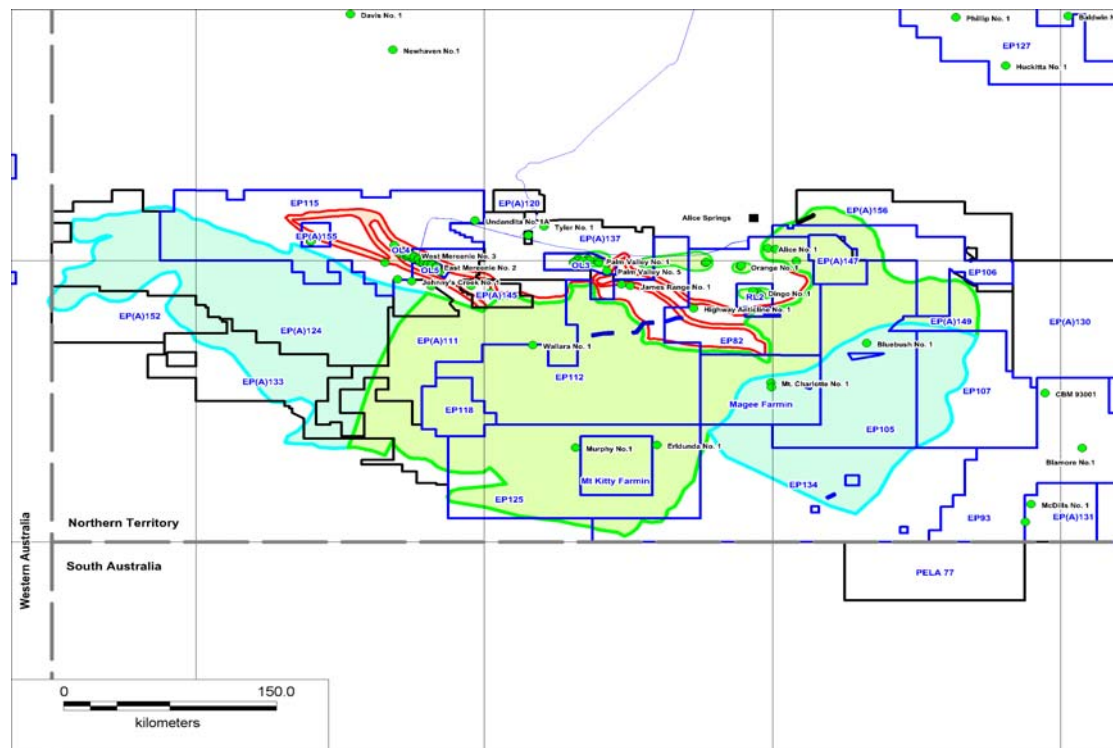 Davis No. 1
Phillip No. 1
Baldwin N
EP127
Newhaven No.1
Huckitta No. 1
EP115
EP(A)120
Undandita No. 1A
Tyler No. 1
Alice Springs
EP(A)156
EP(A)155
EP(A)137
OL4
West Mereenie No. 3
Alice No. 1
OL3
Palm Valley No. 1
EP(A)147
OL5
East Mereenie No. 2
Palm Valley No. 5
Orange No. 1
EP106
Johnny's Creek No. 1
EP(A)145
James Range No. 1
RL2
Dingo No. 1
EP(A)152
Highway Anticline No. 1
EP(A)149
EP(A)130
EP(A)124
EP(A)111
EP82
Wallara No. 1
Bluebush No. 1
EP(A)133
EP112
Mt. Charlotte No. 1
EP107
CBM 93001
EP118
Magee Farmin
EP105
Murphy No.1
Erldunda No. 1
Blamore No.1
Mt Kitty Farmin
EP134
EP125
McDills No. 1
EP93
EP(A)131
Northern Territory
South Australia
Western Australia
PELA 77
0
150.0
kilometers